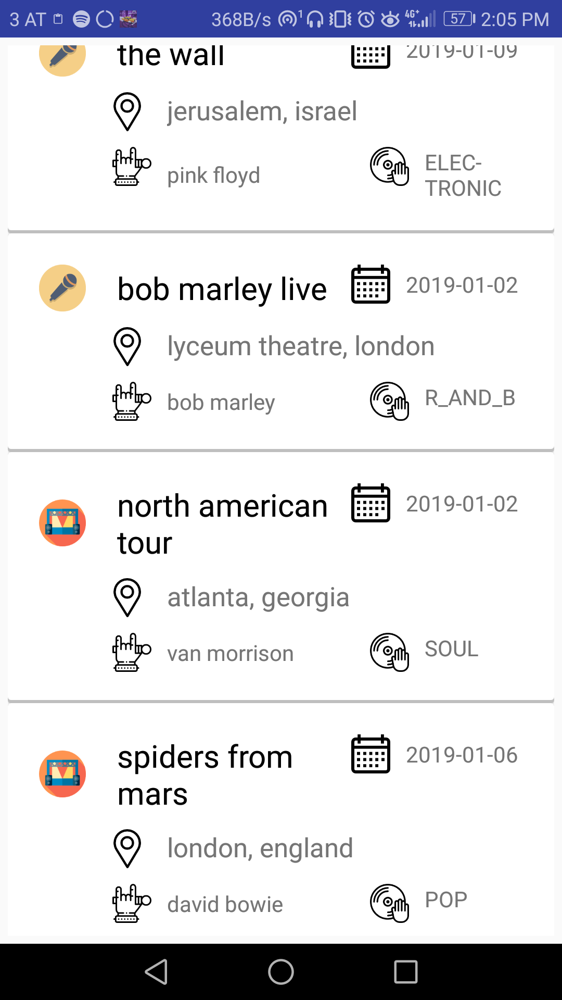 3 AT 368B/s 1 4G+ 57 2:05 PM
the wall 2019-01-09
jerusalem, israel
pink floyd ELEC-
TRONIC
bob marley live 2019-01-02
lyceum theatre, london
bob marley R_AND_B
north american 2019-01-02
tour
atlanta, georgia
van morrison SOUL
spiders from 2019-01-06
mars
london, england
david bowie POP